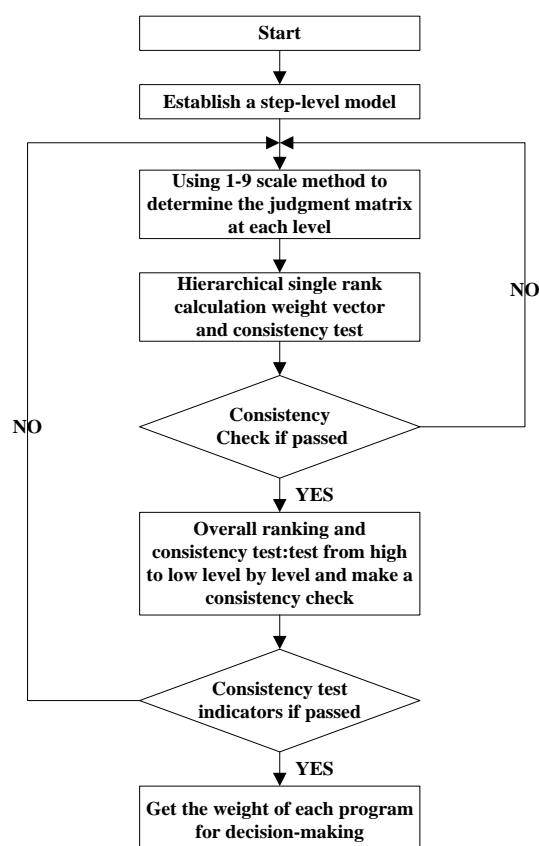 Start
Establish a step-level model
Using 1-9 scale method to
determine the judgment matrix
at each level
Hierarchical single rank
calculation weight vector
and consistency test
NO
Consistency
Check if passed
NO
YES
Overall ranking and
consistency test:test from high
to low level by level and make a
consistency check
Consistency test
indicators if passed
YES
Get the weight of each program
for decision-making